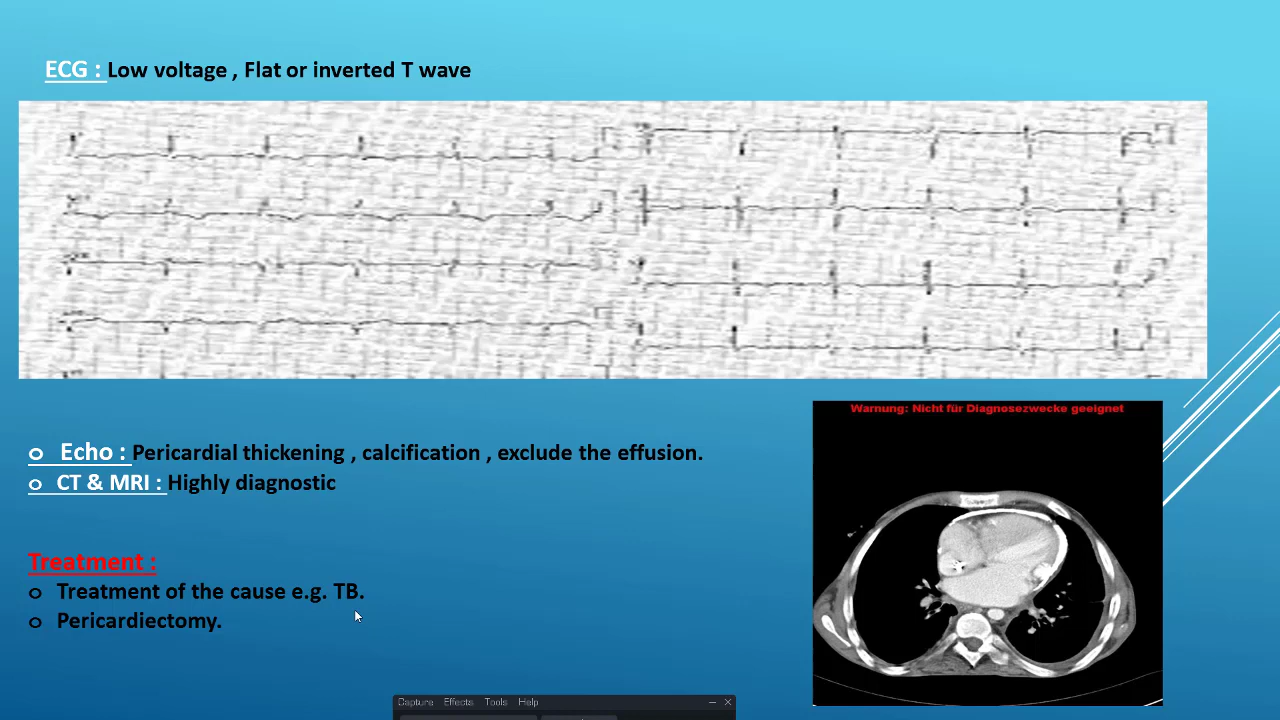 ECG : Low voltage , Flat or inverted T wave
Warnung: Nicht für Diagnosezwecke geeignet
o Echo : Pericardial thickening , calcification , exclude the effusion.
o CT & MRI : Highly diagnostic
Treatment :
o Treatment of the cause e.g. TB.
o Pericardiectomy.
Capture Effects Tools Help